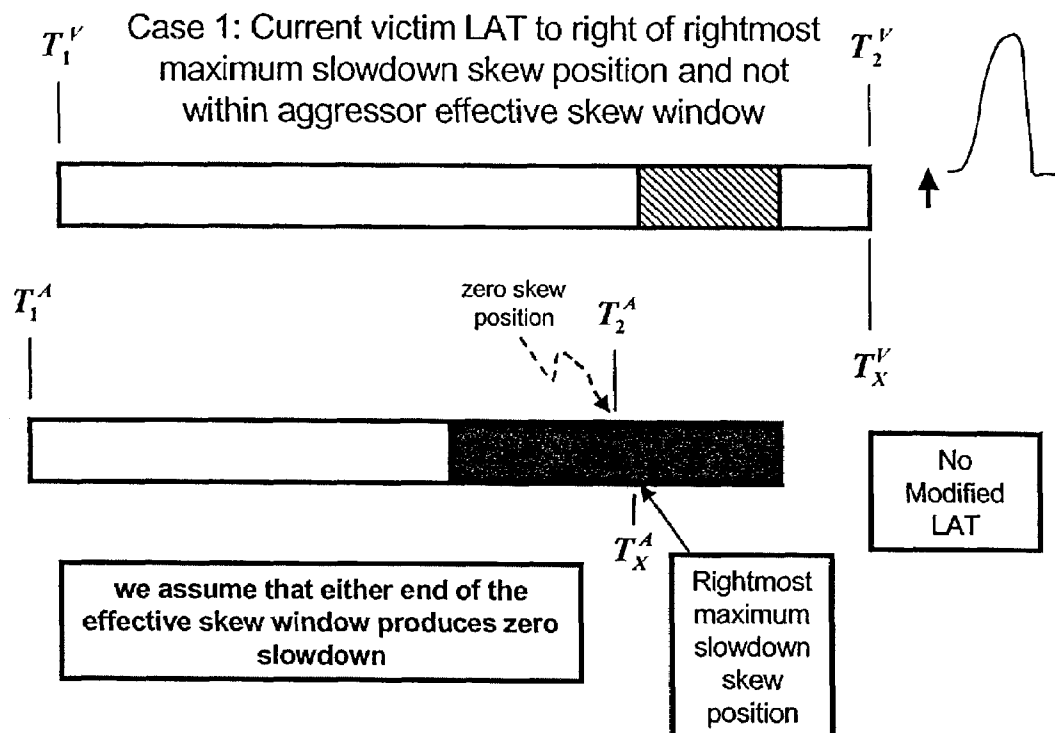 Case 1: Current victim LAT to right of rightmost
maximum slowdown skew position and not
within aggressor effective skew window
T_1^V
T_2^V
T_1^A
zero skew
position
T_2^A
T_X^V
T_X^A
No
Modified
LAT
we assume that either end of the
effective skew window produces zero
slowdown
Rightmost
maximum
slowdown
skew
position